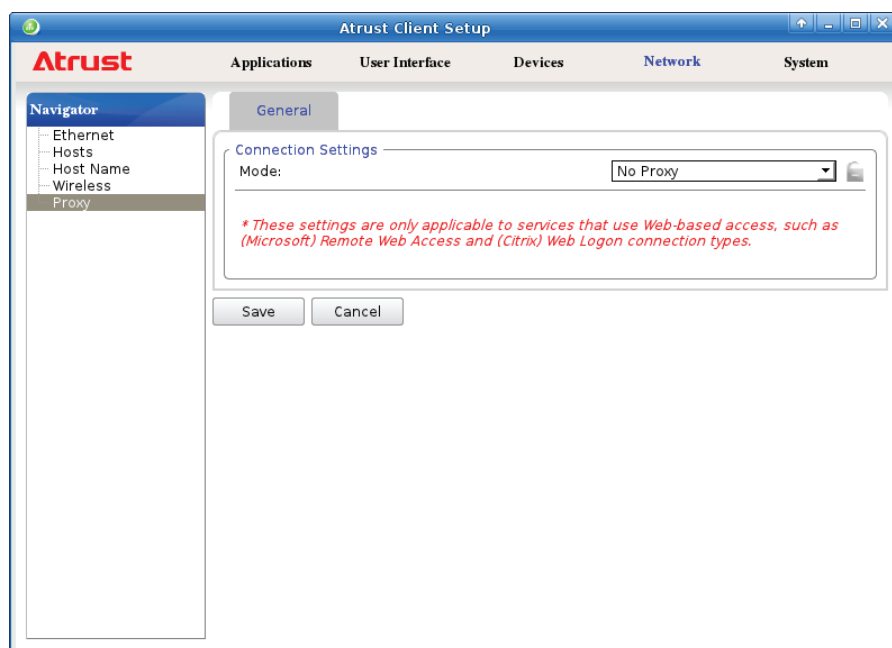 Atrust Client Setup
Atrust
Applications User Interface Devices Network System
Navigator
Ethernet
Hosts
Host Name
Wireless
Proxy
General
Connection Settings
Mode: No Proxy
* These settings are only applicable to services that use Web-based access, such as
(Microsoft) Remote Web Access and (Citrix) Web Logon connection types.
Save Cancel